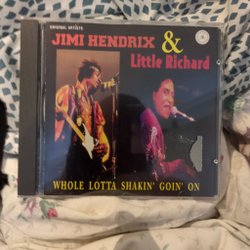 ORIGINAL ARTISTS
JIMI HENDRIX &
Little Richard
WHOLE LOTTA SHAKIN' GOIN' ON